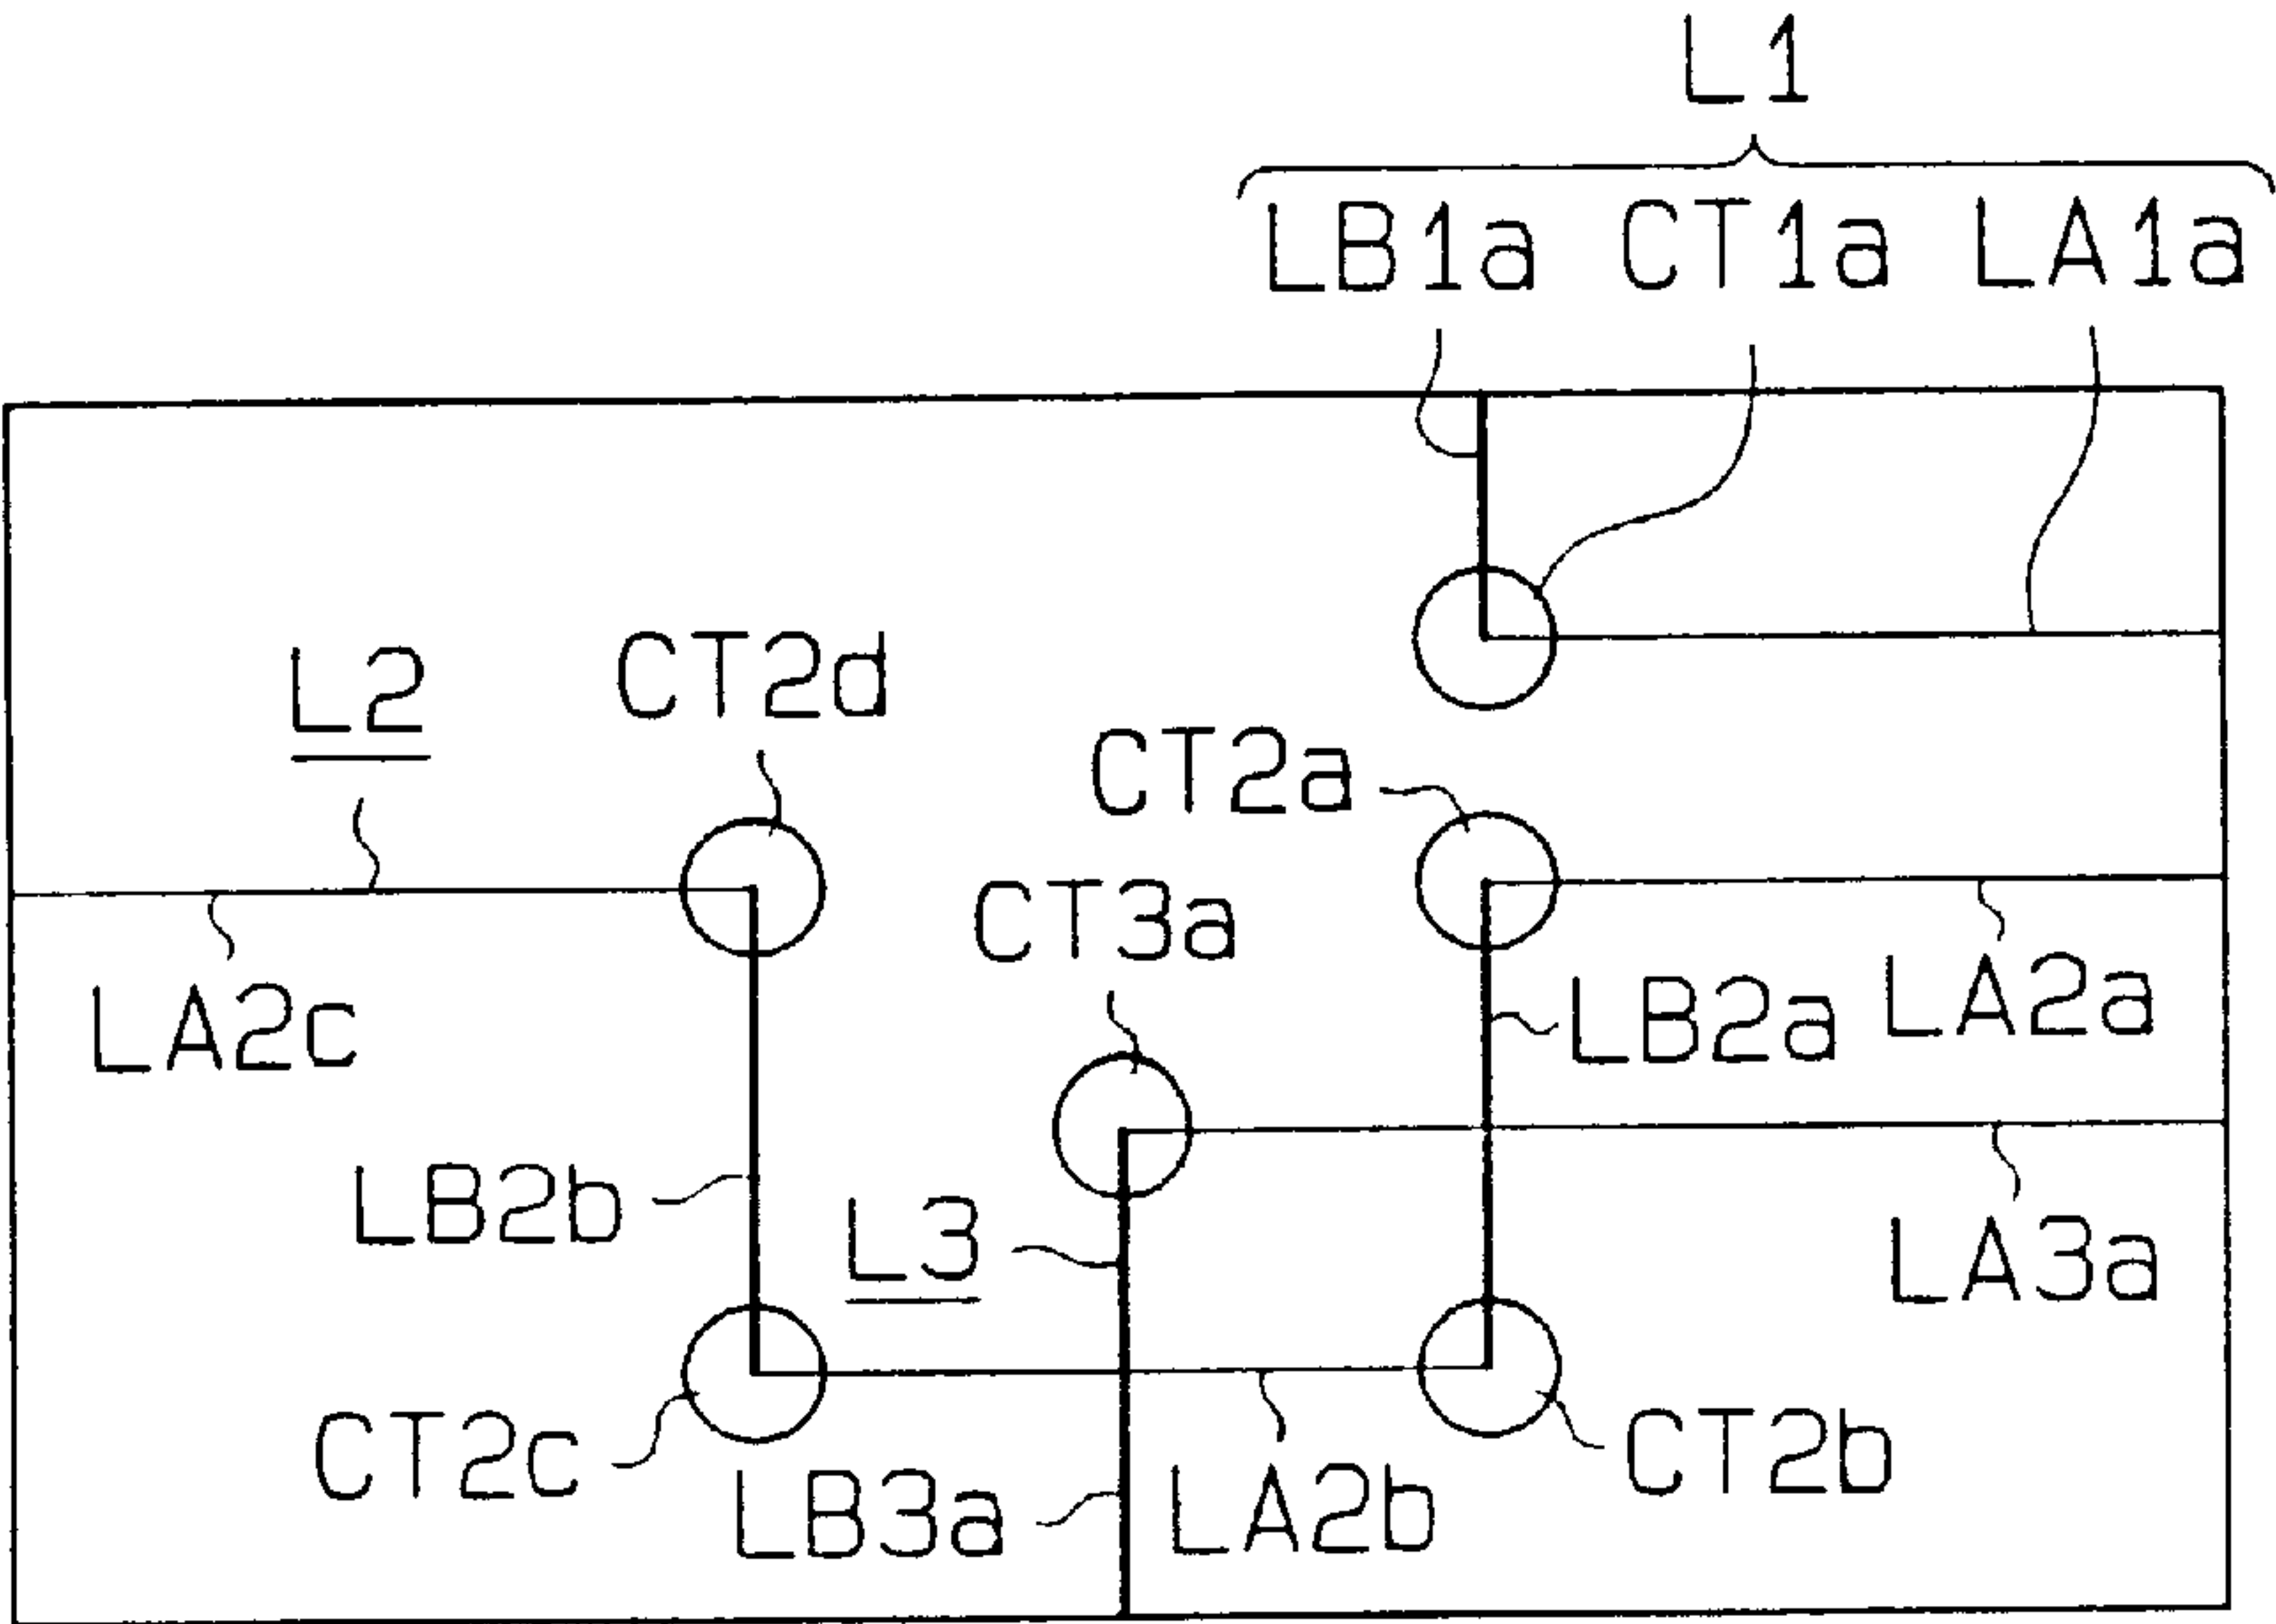 L1
LB1a CT1a LA1a
L2
CT2d
CT2a
CT3a
LA2c
LB2a
LA2a
LB2b
L3
LA3a
CT2c
CT2b
LB3a
LA2b